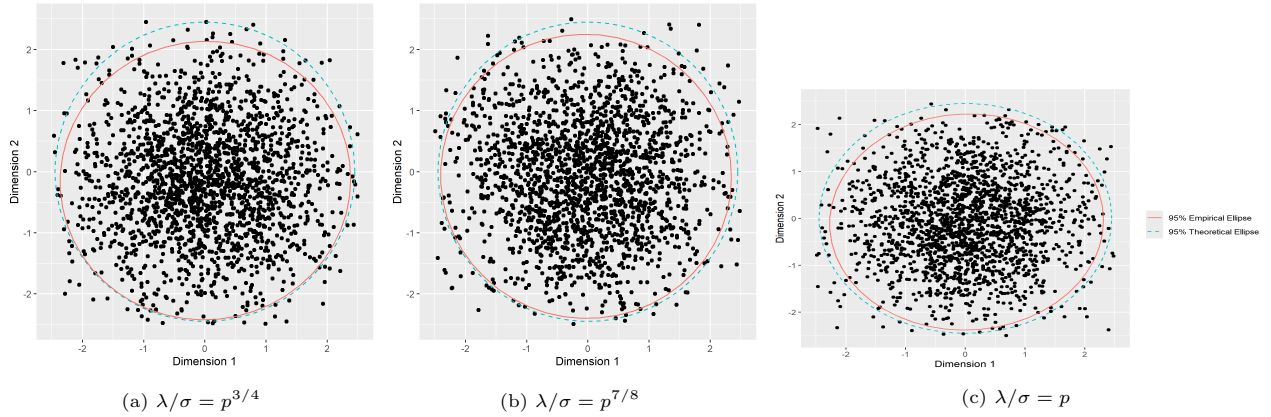 2
1
0
-1
-2
Dimension 2
-2
-1
0
1
2
Dimension 1
(a) λ/σ = p^{3/4}
2
1
0
-1
-2
Dimension 2
-2
-1
0
1
2
Dimension 1
(b) λ/σ = p^{7/8}
2
1
0
-1
-2
Dimension 2
-2
-1
0
1
2
Dimension 1
(c) λ/σ = p
95% Empirical Ellipse
95% Theoretical Ellipse